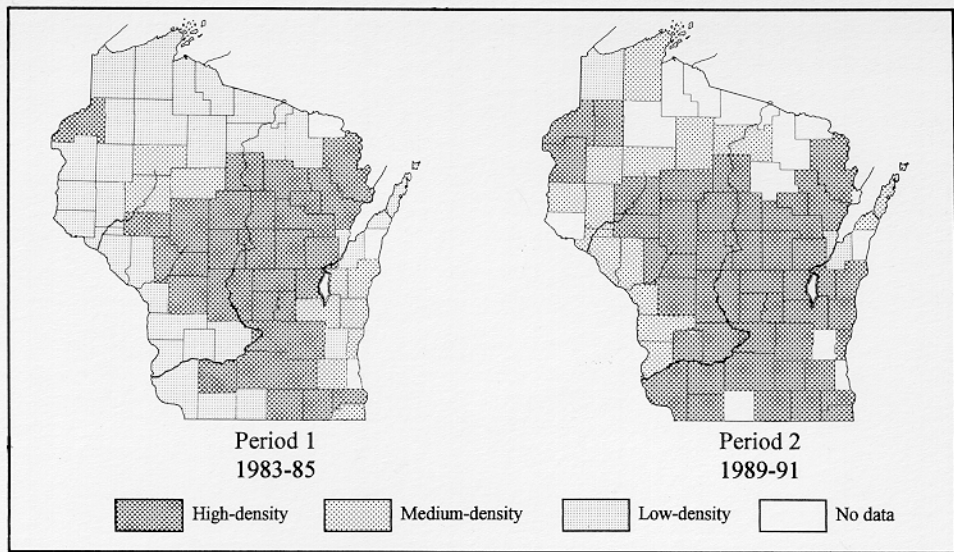 Period 1
1983-85
Period 2
1989-91
High-density
Medium-density
Low-density
No data